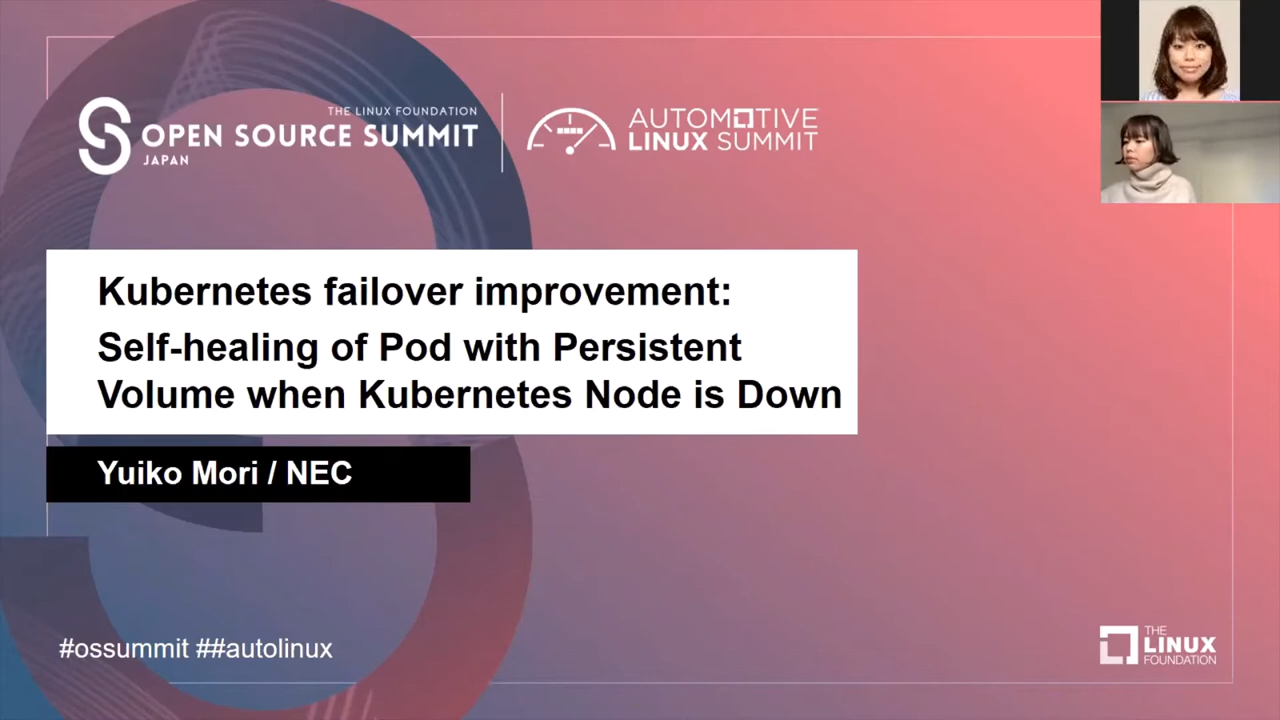 THE LINUX FOUNDATION
OPEN SOURCE SUMMIT
JAPAN
AUTOMOTIVE
LINUX SUMMIT
Kubernetes failover improvement:
Self-healing of Pod with Persistent
Volume when Kubernetes Node is Down
Yuiko Mori / NEC
#ossummit ##autolinux
THE
LINUX
FOUNDATION